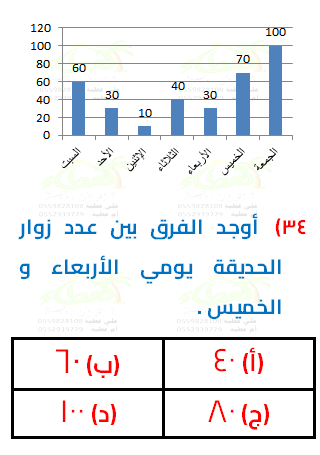 120
100
80
60
40
20
0
60
30
10
40
30
70
100
السبت
الأحد
الإثنين
الثلاثاء
الأربعاء
الخميس
الجمعة
٣٤) أوجد الفرق بين عدد زوار
الحديقة يومي الأربعاء و
الخميس .
(أ) ٤٠
(ب) ٦٠
(ج) ٨٠
(د) ١٠٠